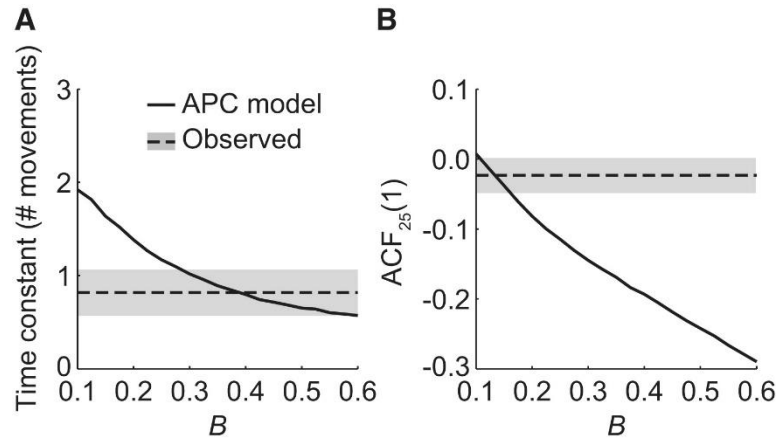 A
Time constant (# movements)
3
2
1
0
APC model
Observed
0.1 0.2 0.3 0.4 0.5 0.6
B
B
ACF25(1)
0.1
0.0
-0.1
-0.2
-0.3
0.1 0.2 0.3 0.4 0.5 0.6
B